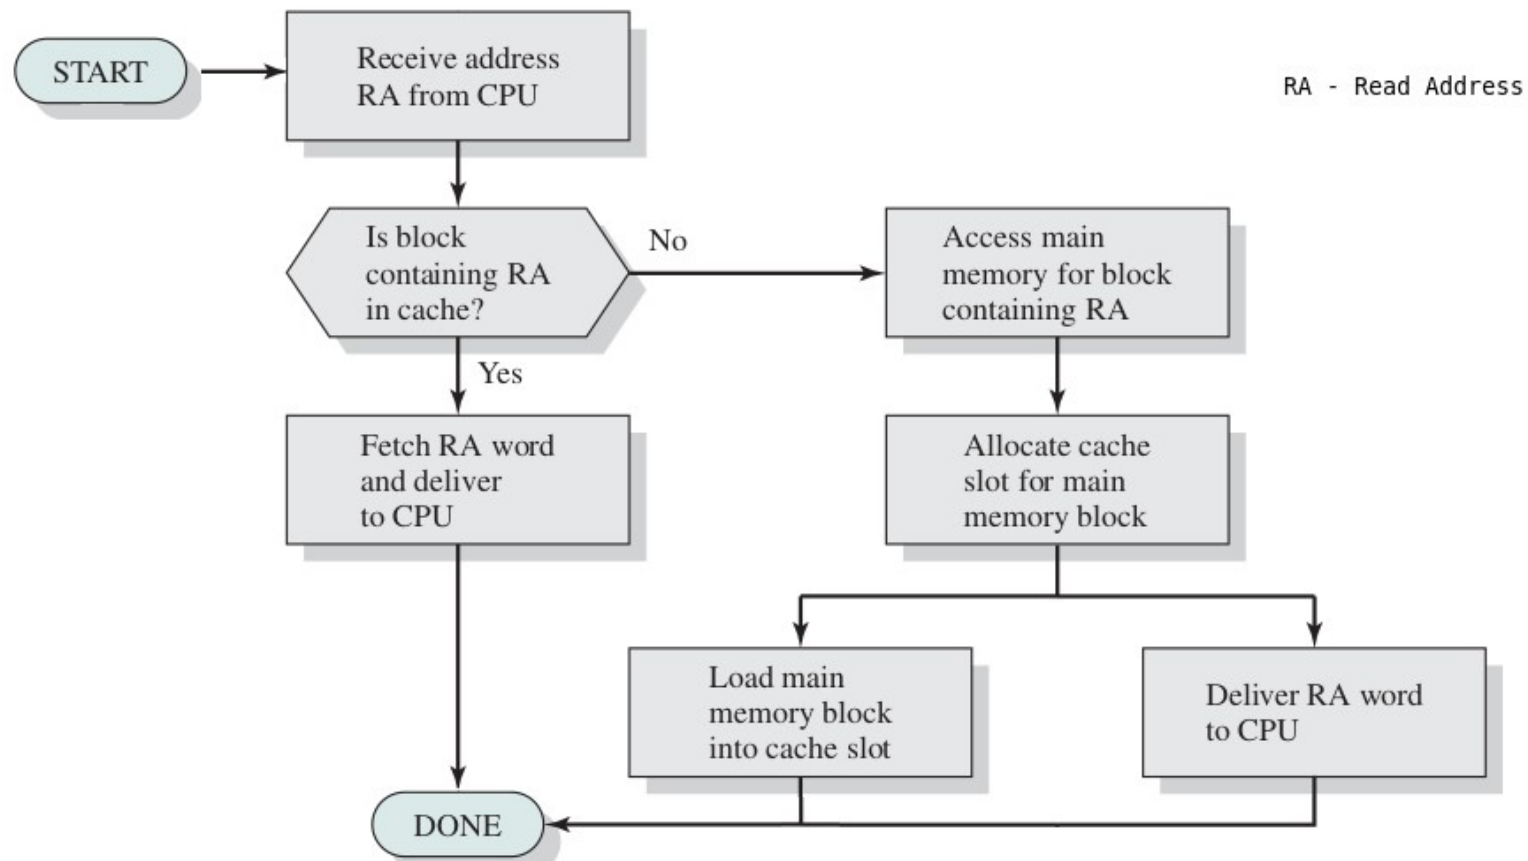 START
Receive address
RA from CPU
RA - Read Address
Is block
containing RA
in cache?
No
Access main
memory for block
containing RA
Yes
Fetch RA word
and deliver
to CPU
Allocate cache
slot for main
memory block
Load main
memory block
into cache slot
Deliver RA word
to CPU
DONE